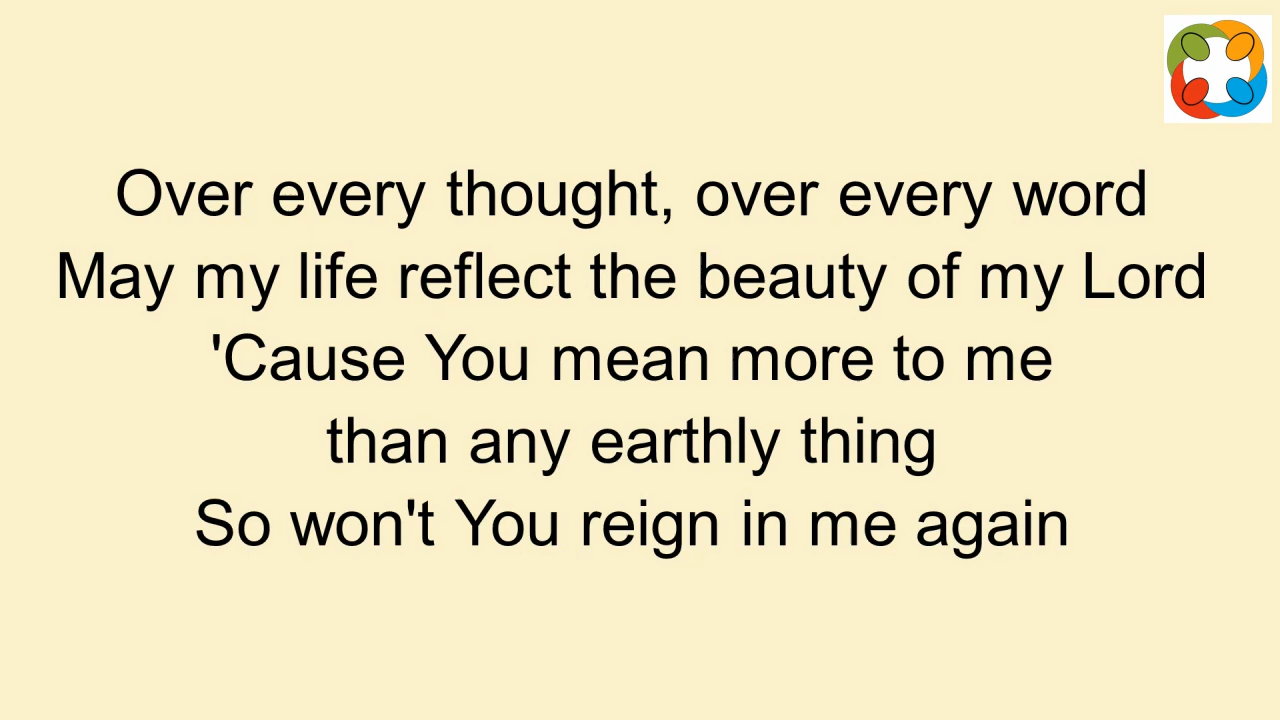 Over every thought, over every word
May my life reflect the beauty of my Lord
'Cause You mean more to me
than any earthly thing
So won't You reign in me again